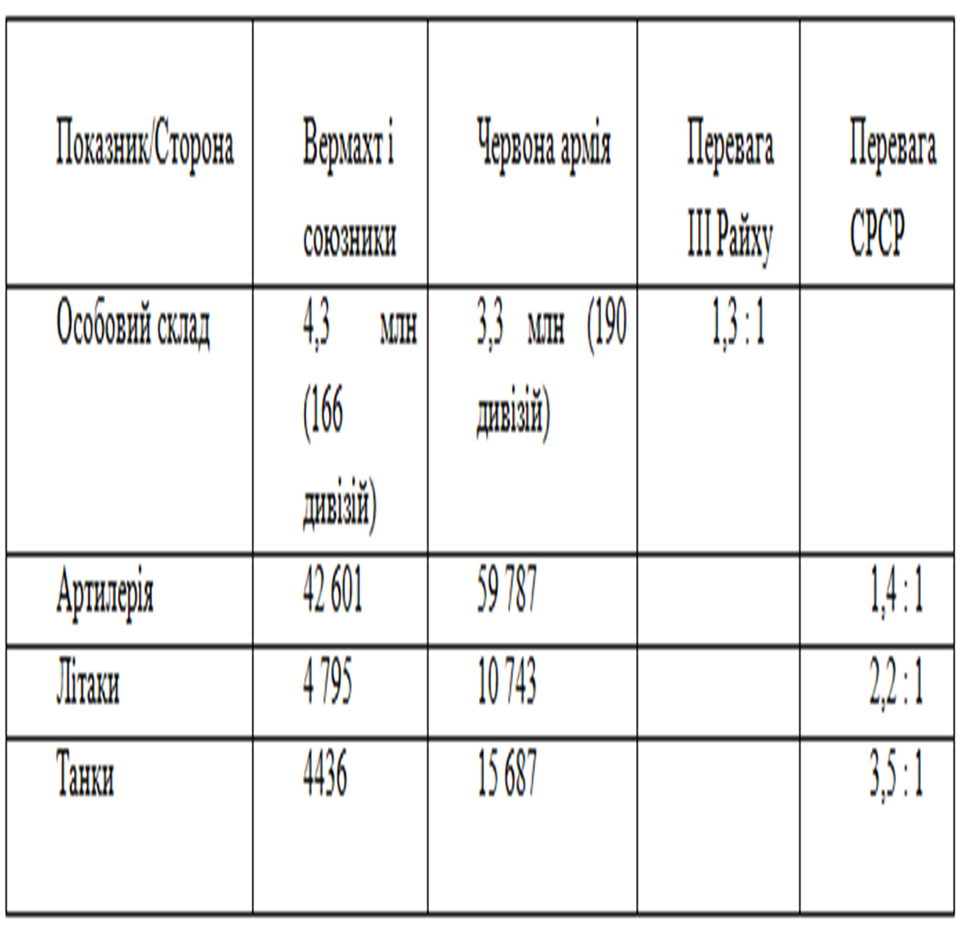 Показник/Сторона
Вермахт і
союзники
Червона армія
Перевага
ІІІ Райху
Перевага
СРСР
Особовий склад
4,3 млн
(166
дивізій)
3,3 млн (190
дивізій)
1,3 : 1
Артилерія
42 601
59 787
1,4 : 1
Літаки
4 795
10 743
2,2 : 1
Танки
4436
15 687
3,5 : 1